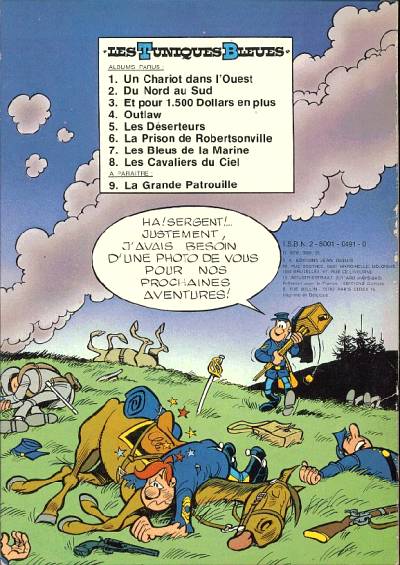 LES TUNIQUES BLEUES
ALBUMS PARUS :
1. Un Chariot dans l'Ouest
2. Du Nord au Sud
3. Et pour 1.500 Dollars en plus
4. Outlaw
5. Les Déserteurs
6. La Prison de Robertsonville
7. Les Bleus de la Marine
8. Les Cavaliers du Ciel
A PARAITRE :
9. La Grande Patrouille
HA! SERGENT!...
JUSTEMENT,
J'AVAIS BESOIN
D'UNE PHOTO DE VOUS
POUR NOS
PROCHAINES
AVENTURES!
I.S.B.N. 2-8001-0491-0